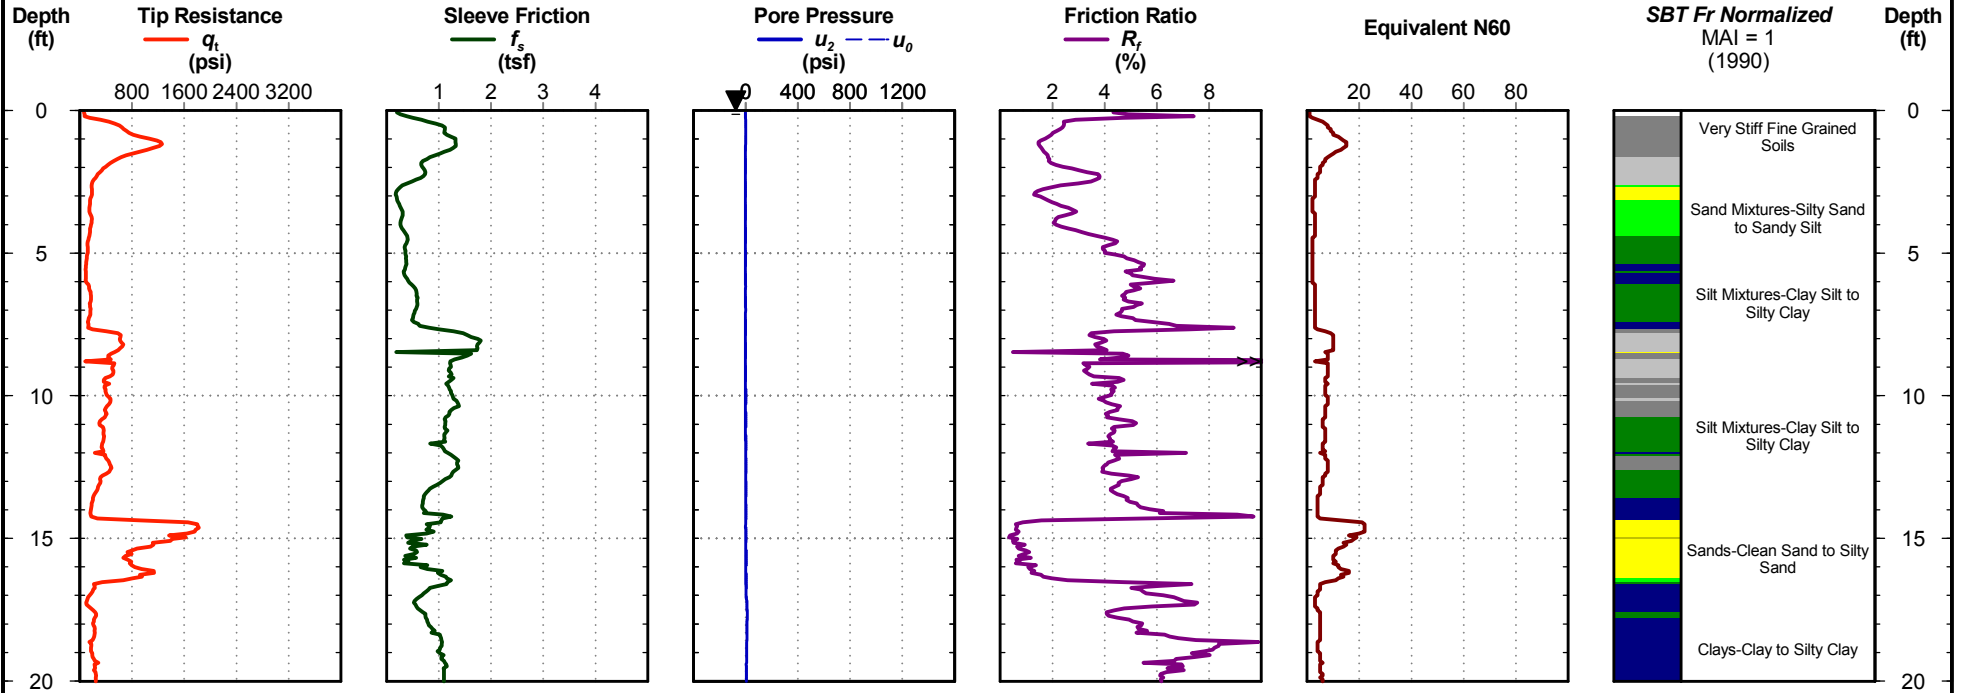 Depth
(ft)
Tip Resistance
qt
(psi)
Sleeve Friction
fs
(tsf)
Pore Pressure
u2 u0
(psi)
Friction Ratio
Rf
(%)
Equivalent N60
SBT Fr Normalized
MAI = 1
(1990)
Depth
(ft)
800 1600 2400 3200
1 2 3 4
0 400 800 1200
2 4 6 8
20 40 60 80
0
5
10
15
20
>>
Very Stiff Fine Grained
Soils
Sand Mixtures-Silty Sand
to Sandy Silt
Silt Mixtures-Clay Silt to
Silty Clay
Silt Mixtures-Clay Silt to
Silty Clay
Sands-Clean Sand to Silty
Sand
Clays-Clay to Silty Clay
0
5
10
15
20